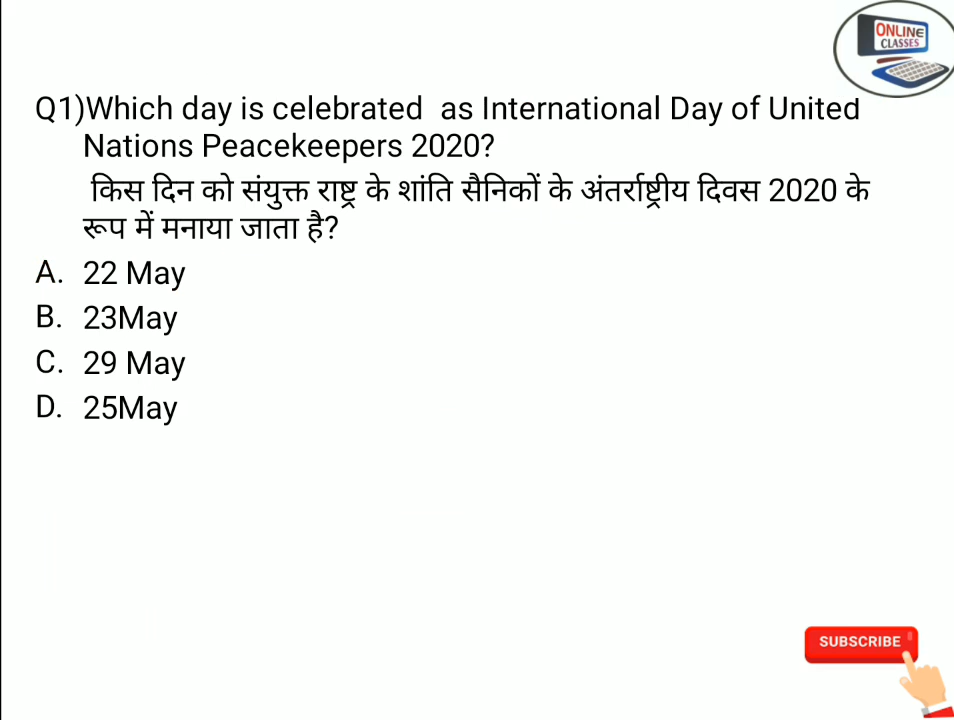 ONLINE
CLASSES
Q1)Which day is celebrated as International Day of United
Nations Peacekeepers 2020?
किस दिन को संयुक्त राष्ट्र के शांति सैनिकों के अंतर्राष्ट्रीय दिवस 2020 के
रूप में मनाया जाता है?
A. 22 May
B. 23May
C. 29 May
D. 25May
SUBSCRIBE